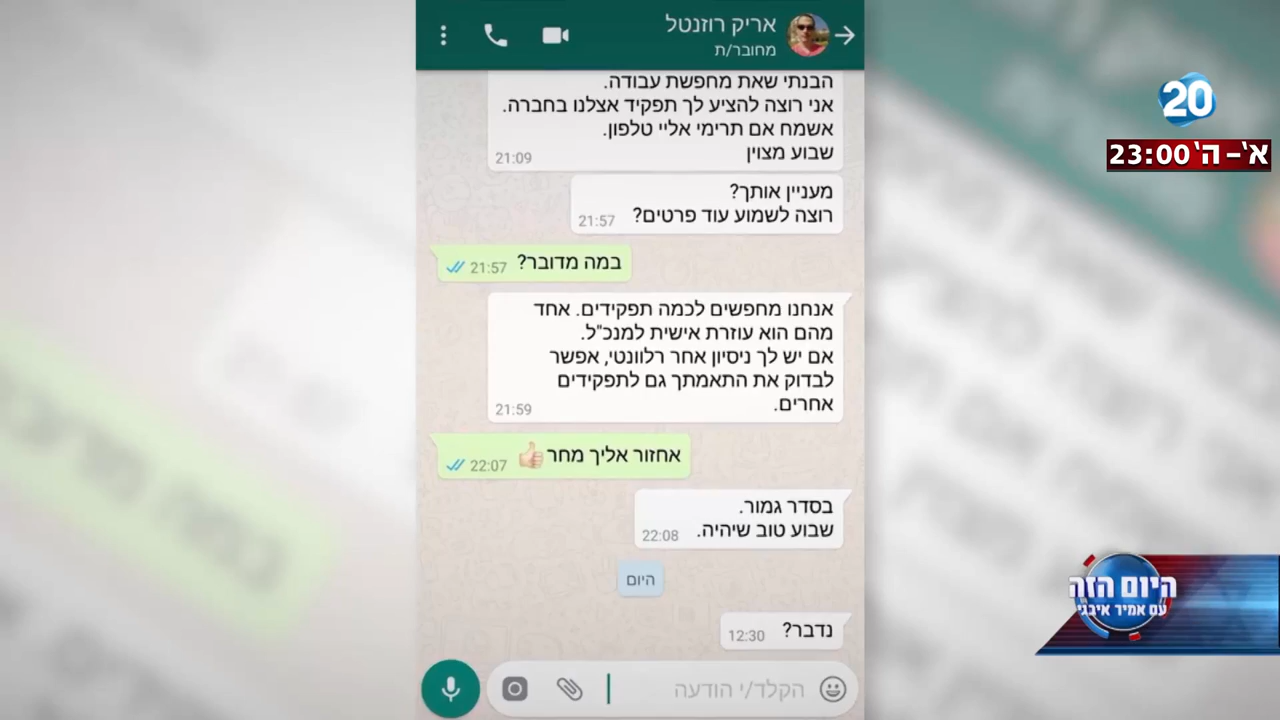 אריק רוזנטל
מחובר/ת
הבנתי שאת מחפשת עבודה.
אני רוצה להציע לך תפקיד אצלנו בחברה.
אשמח אם תרימי אליי טלפון.
שבוע מצוין
21:09
מעניין אותך?
רוצה לשמוע עוד פרטים?
21:57
במה מדובר?
21:57
אנחנו מחפשים לכמה תפקידים. אחד
מהם הוא עוזרת אישית למנכ"ל.
אם יש לך ניסיון אחר רלוונטי, אפשר
לבדוק את התאמתך גם לתפקידים
אחרים.
21:59
אחזור אליך מחר👍🏻
22:07
בסדר גמור.
שבוע טוב שיהיה.
22:08
היום
נדבר?
12:30
הקלד/י הודעה
20
א'-ה' 23:00
היום הזה
עם אמיר איבגי